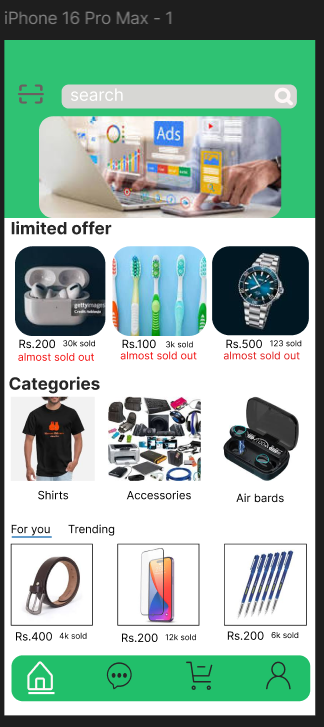 iPhone 16 Pro Max - 1
search
Ads
limited offer
gettyimages
Rs.200 30k sold
almost sold out
Rs.100 3k sold
almost sold out
Rs.500 123 sold
almost sold out
Categories
Shirts
Accessories
Air bards
For you Trending
Rs.400 4k sold
Rs.200 12k sold
Rs.200 6k sold